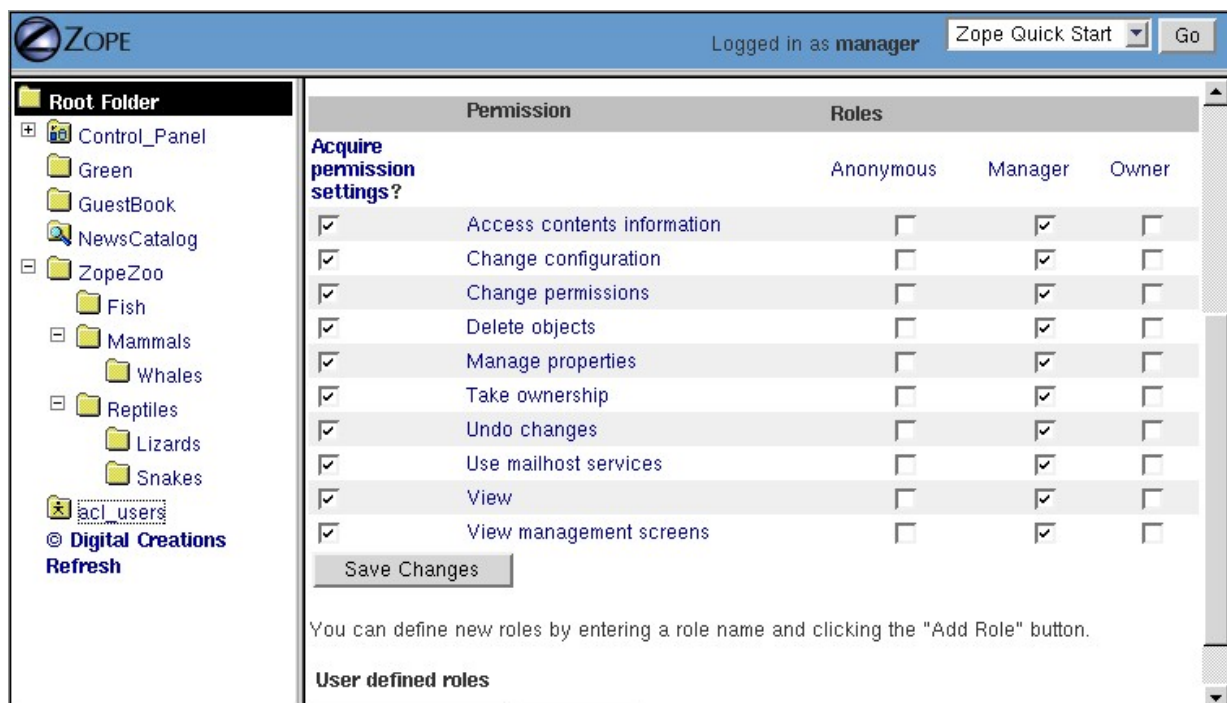 ZOPE
Logged in as manager
Zope Quick Start
Go
Root Folder
Control_Panel
Green
GuestBook
NewsCatalog
ZopeZoo
Fish
Mammals
Whales
Reptiles
Lizards
Snakes
acl_users
© Digital Creations
Refresh
Permission Roles
Acquire
permission
settings?
Anonymous Manager Owner
Access contents information
Change configuration
Change permissions
Delete objects
Manage properties
Take ownership
Undo changes
Use mailhost services
View
View management screens
Save Changes
You can define new roles by entering a role name and clicking the "Add Role" button.
User defined roles